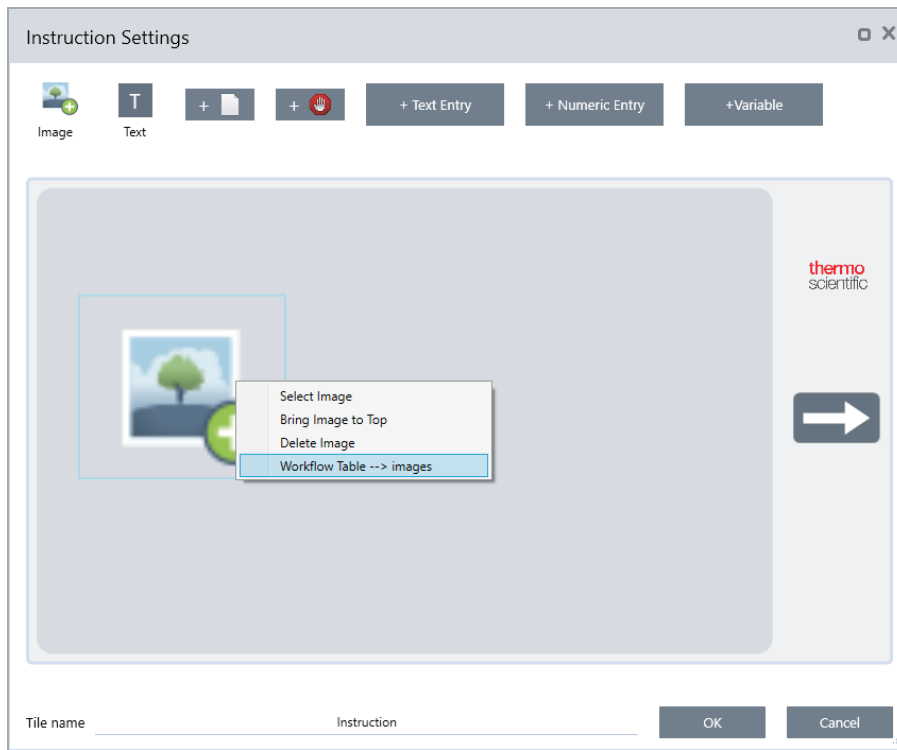 Instruction Settings
Image
T
Text
+
+
+ Text Entry
+ Numeric Entry
+Variable
thermo
scientific
Select Image
Bring Image to Top
Delete Image
Workflow Table --> images
Tile name
Instruction
OK
Cancel